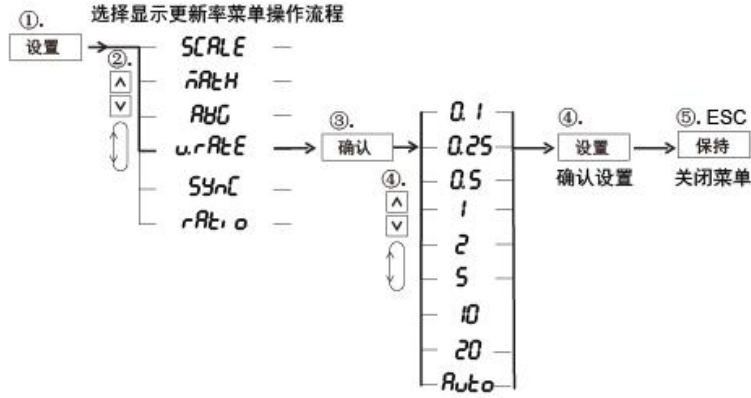 选择显示更新率菜单操作流程
①.
设置
②.
SCALE
MAtH
AVG
u.rAtE
SYnC
rAtio
③.
确认
④.
0.1
0.25
0.5
1
2
5
10
20
Auto
④.
设置
确认设置
⑤. ESC
保持
关闭菜单